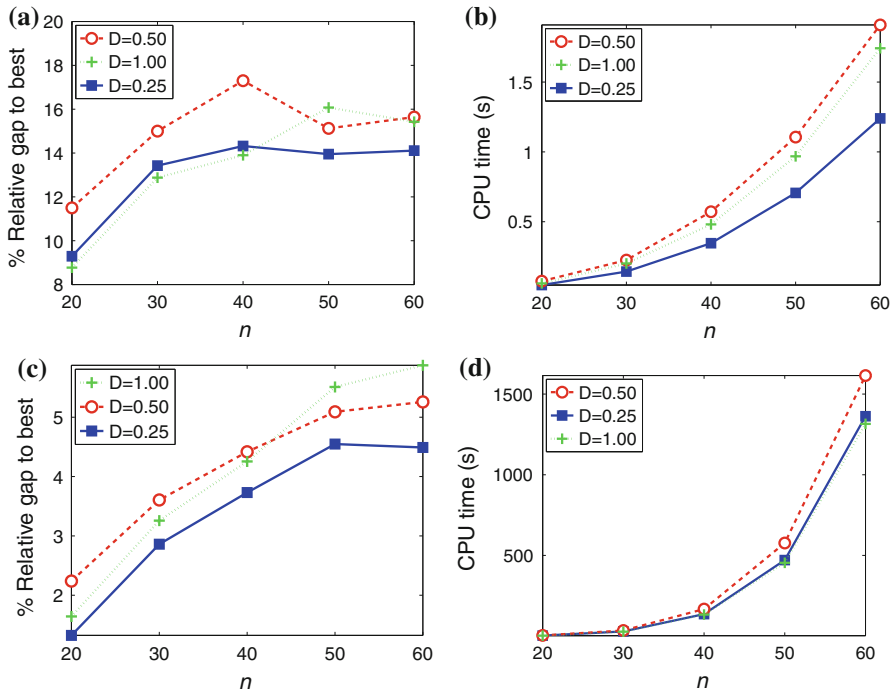 (a)
20
18
16
14
12
10
8
% Relative gap to best
D=0.50
D=1.00
D=0.25
20 30 40 50 60
n
(b)
1.5
1
0.5
CPU time (s)
D=0.50
D=1.00
D=0.25
20 30 40 50 60
n
(c)
5
4
3
2
% Relative gap to best
D=1.00
D=0.50
D=0.25
20 30 40 50 60
n
(d)
1500
1000
500
CPU time (s)
D=0.50
D=0.25
D=1.00
20 30 40 50 60
n